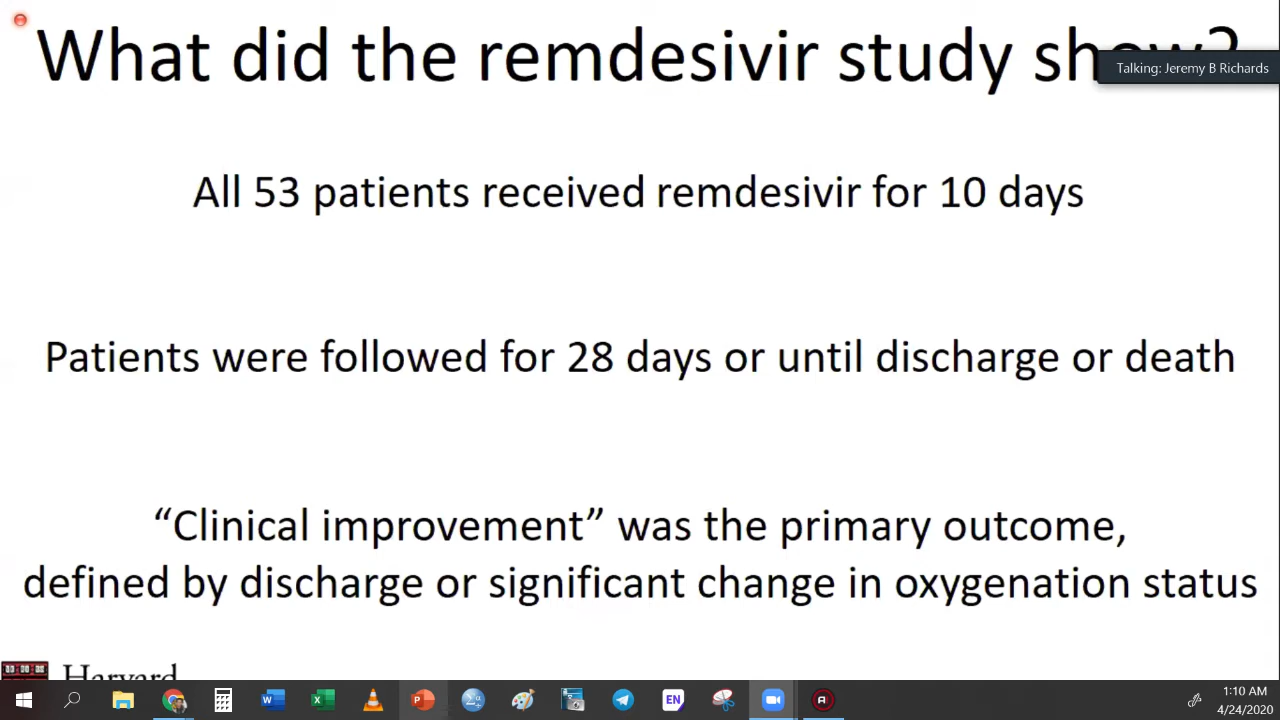 What did the remdesivir study show?
Talking: Jeremy B Richards
All 53 patients received remdesivir for 10 days
Patients were followed for 28 days or until discharge or death
“Clinical improvement” was the primary outcome,
defined by discharge or significant change in oxygenation status
Harvard
EN
1:10 AM
4/24/2020